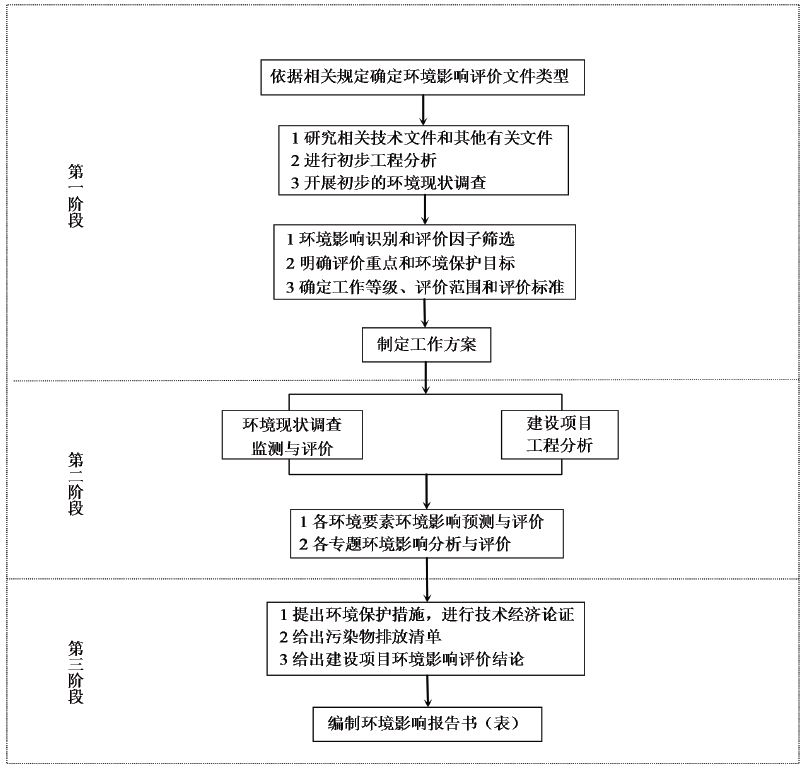 依据相关规定确定环境影响评价文件类型
第一阶段
1 研究相关技术文件和其他有关文件
2 进行初步工程分析
3 开展初步的环境现状调查
1 环境影响识别和评价因子筛选
2 明确评价重点和环境保护目标
3 确定工作等级、评价范围和评价标准
制定工作方案
第二阶段
环境现状调查
监测与评价
建设项目
工程分析
1 各环境要素环境影响预测与评价
2 各专题环境影响分析与评价
第三阶段
1 提出环境保护措施，进行技术经济论证
2 给出污染物排放清单
3 给出建设项目环境影响评价结论
编制环境影响报告书（表）